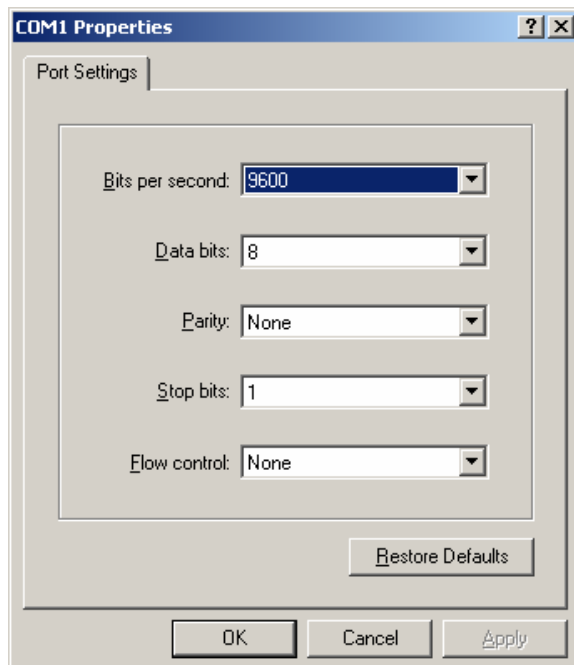 COM1 Properties
Port Settings
Bits per second: 9600
Data bits: 8
Parity: None
Stop bits: 1
Flow control: None
Restore Defaults
OK Cancel Apply